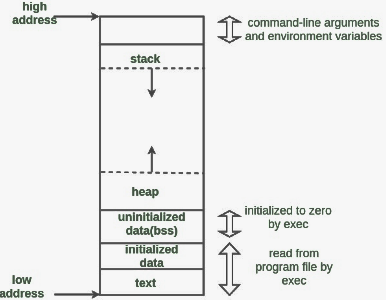 high
address
command-line arguments
and environment variables
stack
heap
uninitialized
data(bss)
initialized to zero
by exec
initialized
data
read from
program file by
exec
text
low
address